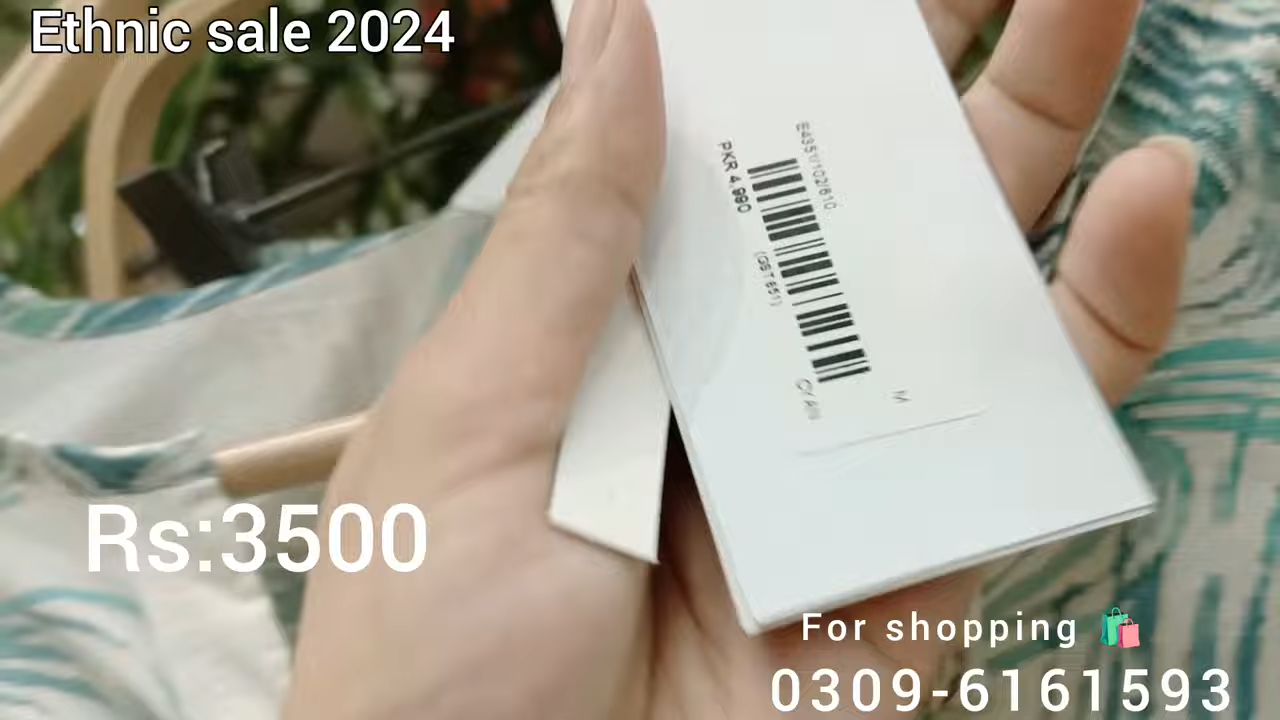 Ethnic sale 2024
PKR 4,990
M
Rs:3500
For shopping 🛍️
0309-6161593